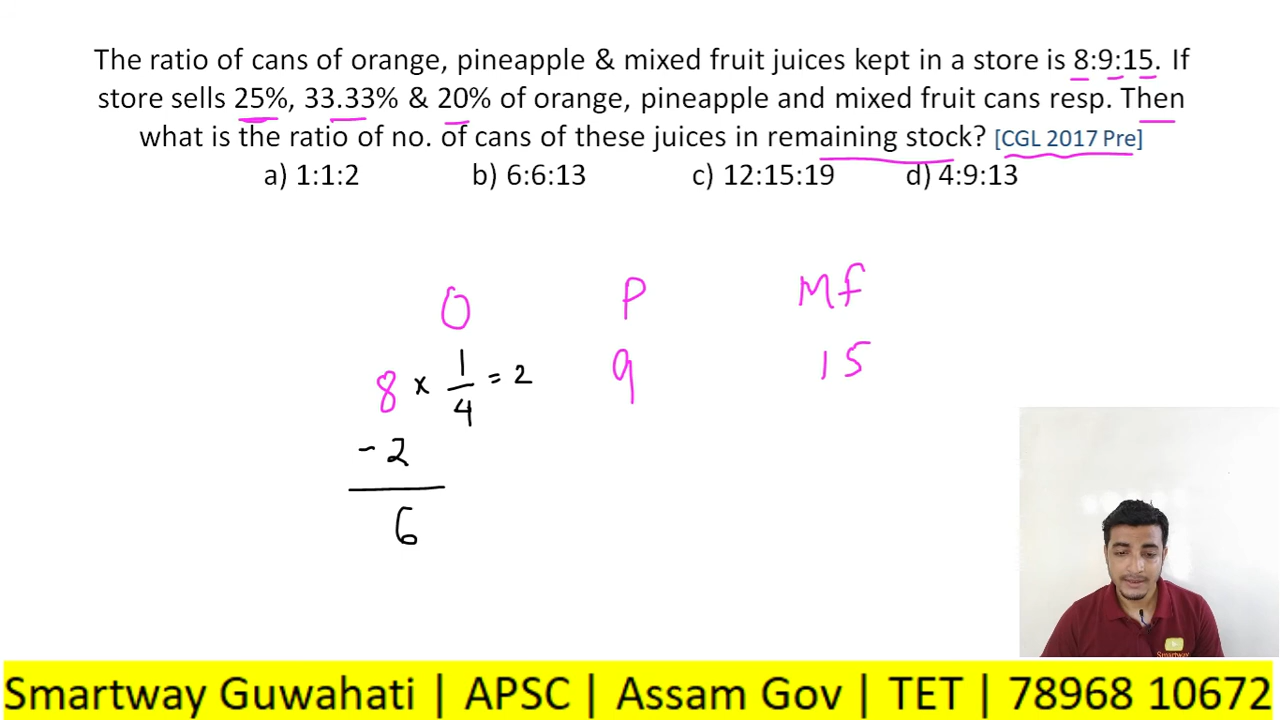 The ratio of cans of orange, pineapple & mixed fruit juices kept in a store is 8:9:15. If
store sells 25%, 33.33% & 20% of orange, pineapple and mixed fruit cans resp. Then
what is the ratio of no. of cans of these juices in remaining stock? [CGL 2017 Pre]
a) 1:1:2 b) 6:6:13 c) 12:15:19 d) 4:9:13
O P Mf
8 × 1/4 = 2 9 15
- 2
6
Smartway
Smartway Guwahati | APSC | Assam Gov | TET | 78968 10672